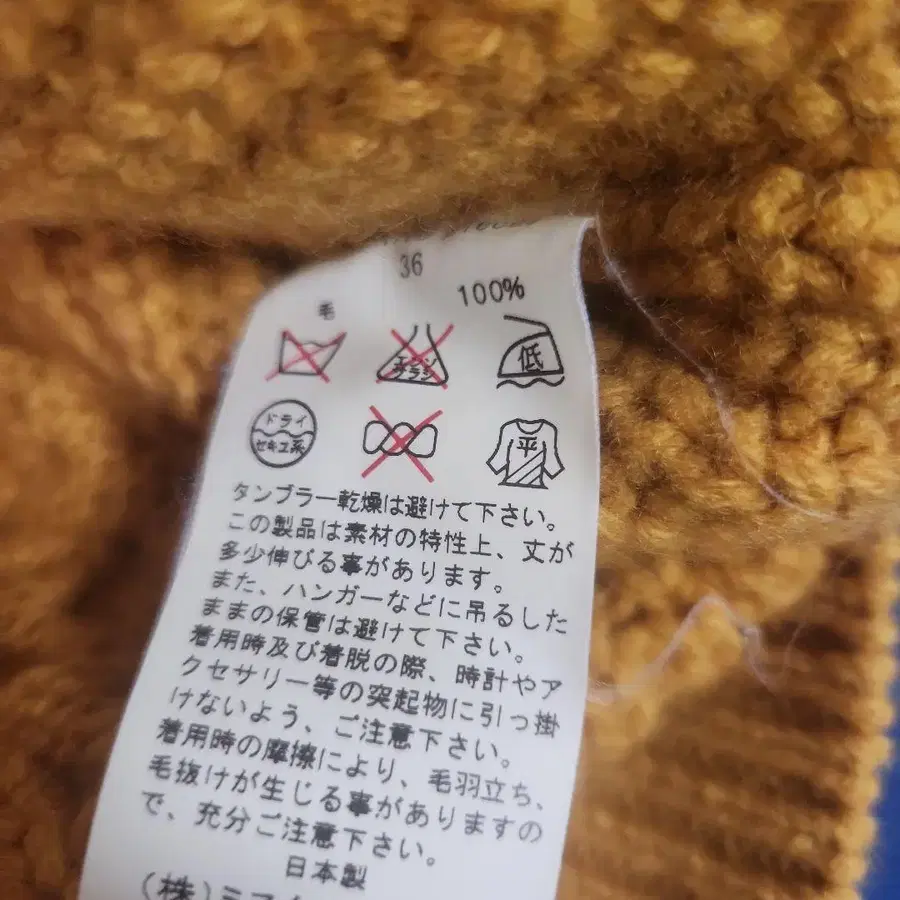 36
毛 100%
エンソ
サラシ
低
ドライ
セキユ系
平
タンブラー乾燥は避けて下さい。
この製品は素材の特性上、丈が
多少伸びる事があります。
また、ハンガーなどに吊るした
ままの保管は避けて下さい。
着用時及び着脱の際、時計やア
クセサリー等の突起物に引っ掛
けないよう、ご注意下さい。
着用時の摩擦により、毛羽立ち、
毛抜けが生じる事がありますの
で、充分ご注意下さい。
日本製
(株)